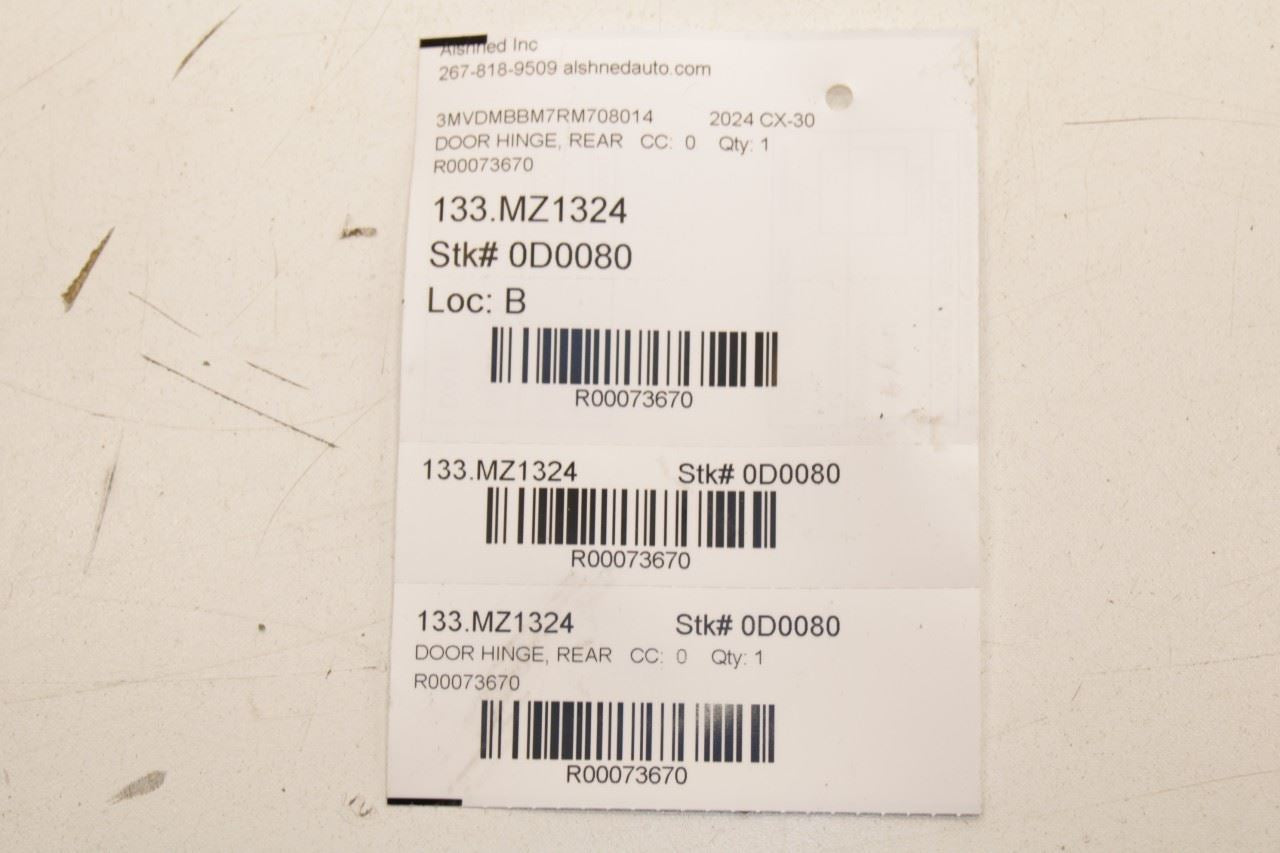 Alshned Inc
267-818-9509 alshnedauto.com
3MVDMBBM7RM708014 2024 CX-30
DOOR HINGE, REAR CC: 0 Qty: 1
R00073670
133.MZ1324
Stk# 0D0080
Loc: B
R00073670
133.MZ1324 Stk# 0D0080
R00073670
133.MZ1324 Stk# 0D0080
DOOR HINGE, REAR CC: 0 Qty: 1
R00073670
R00073670